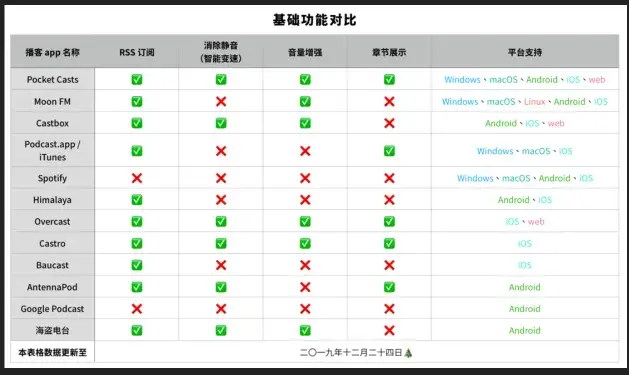 基础功能对比
播客 app 名称 RSS 订阅 消除静音（智能变速） 音量增强 章节展示 平台支持
Pocket Casts ✅ ✅ ✅ ✅ Windows、macOS、Android、iOS、web
Moon FM ✅ ❌ ✅ ❌ Windows、macOS、Linux、Android、iOS
Castbox ✅ ✅ ✅ ❌ Android、iOS、web
Podcast.app / iTunes ✅ ❌ ❌ ✅ Windows、macOS、iOS
Spotify ❌ ❌ ❌ ❌ Windows、macOS、Android、iOS
Himalaya ✅ ❌ ❌ ❌ Android、iOS
Overcast ✅ ✅ ✅ ✅ iOS、web
Castro ✅ ✅ ✅ ✅ iOS
Baucast ✅ ❌ ❌ ❌ iOS
AntennaPod ✅ ✅ ❌ ✅ Android
Google Podcast ❌ ❌ ❌ ❌ Android
海盗电台 ✅ ✅ ✅ ❌ Android
本表格数据更新至 二〇一九年十二月二十四日🎄